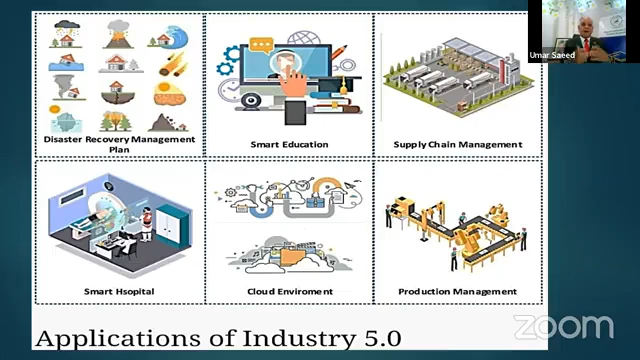 Umar Saeed
Disaster Recovery Management
Plan
Smart Education
Supply Chain Management
Smart Hsopital
Cloud Enviroment
Production Management
Applications of Industry 5.0
zoom